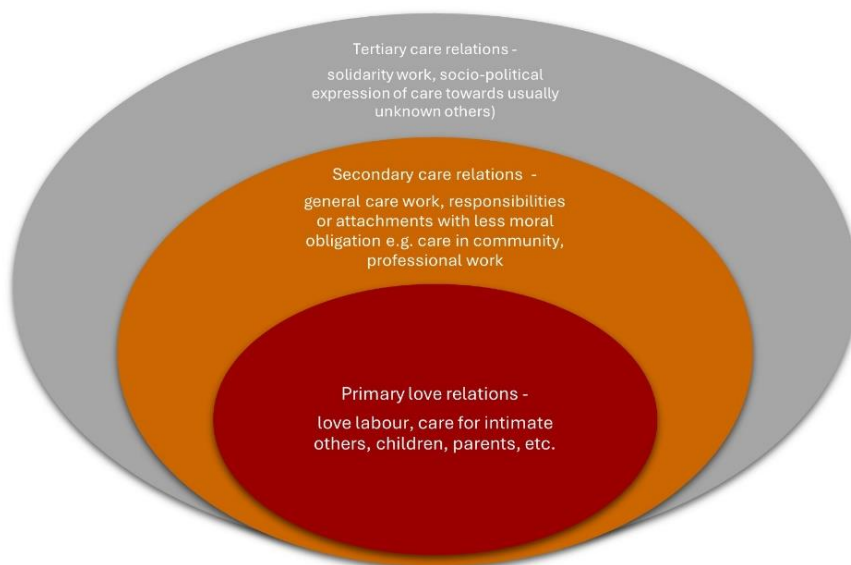 Tertiary care relations -
solidarity work, socio-political
expression of care towards usually
unknown others)
Secondary care relations -
general care work, responsibilities
or attachments with less moral
obligation e.g. care in community,
professional work
Primary love relations -
love labour, care for intimate
others, children, parents, etc.